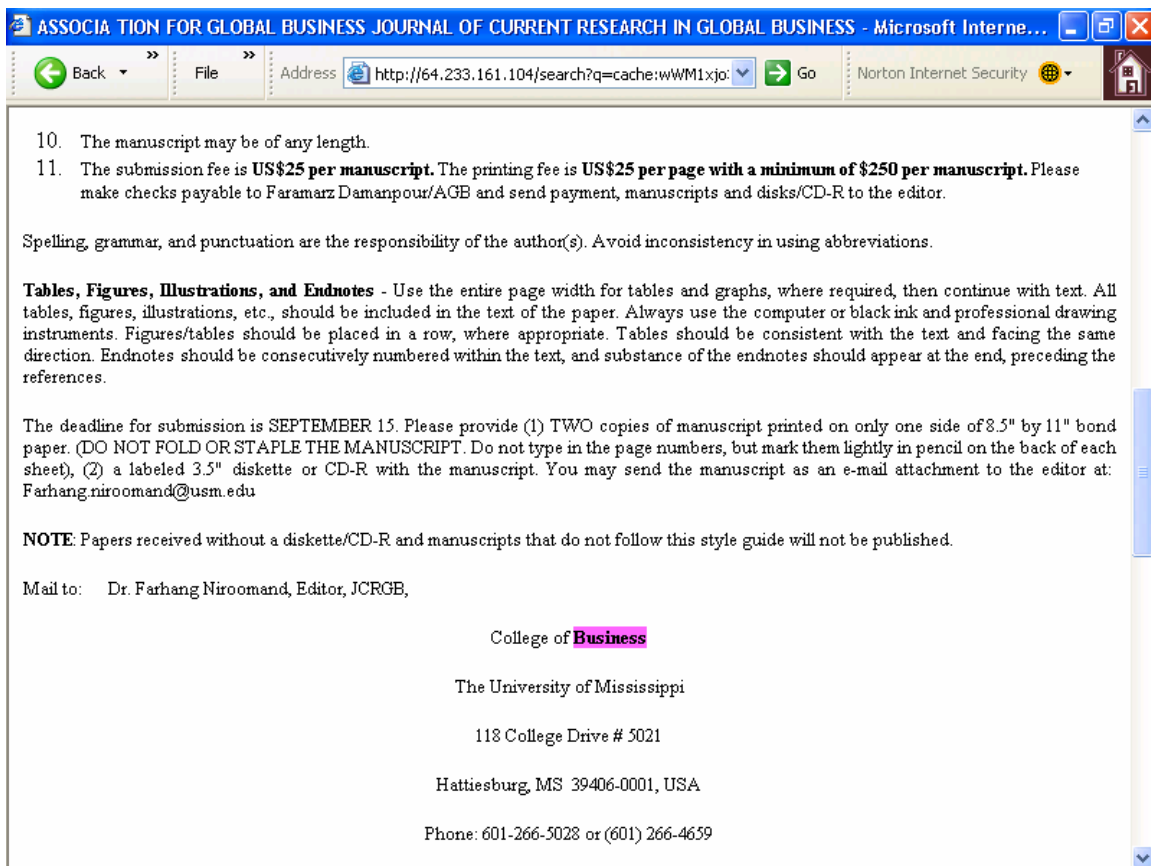 ASSOCIA TION FOR GLOBAL BUSINESS JOURNAL OF CURRENT RESEARCH IN GLOBAL BUSINESS - Microsoft Interne...
Back » File » Address http://64.233.161.104/search?q=cache:wWM1xjo: Go Norton Internet Security
10. The manuscript may be of any length.
11. The submission fee is US$25 per manuscript. The printing fee is US$25 per page with a minimum of $250 per manuscript. Please
make checks payable to Faramarz Damanpour/AGB and send payment, manuscripts and disks/CD-R to the editor.
Spelling, grammar, and punctuation are the responsibility of the author(s). Avoid inconsistency in using abbreviations.
Tables, Figures, Illustrations, and Endnotes - Use the entire page width for tables and graphs, where required, then continue with text. All
tables, figures, illustrations, etc., should be included in the text of the paper. Always use the computer or black ink and professional drawing
instruments. Figures/tables should be placed in a row, where appropriate. Tables should be consistent with the text and facing the same
direction. Endnotes should be consecutively numbered within the text, and substance of the endnotes should appear at the end, preceding the
references.
The deadline for submission is SEPTEMBER 15. Please provide (1) TWO copies of manuscript printed on only one side of 8.5" by 11" bond
paper. (DO NOT FOLD OR STAPLE THE MANUSCRIPT. Do not type in the page numbers, but mark them lightly in pencil on the back of each
sheet), (2) a labeled 3.5" diskette or CD-R with the manuscript. You may send the manuscript as an e-mail attachment to the editor at:
Farhang.niroomand@usm.edu
NOTE: Papers received without a diskette/CD-R and manuscripts that do not follow this style guide will not be published.
Mail to: Dr. Farhang Niroomand, Editor, JCRGB,
College of Business
The University of Mississippi
118 College Drive # 5021
Hattiesburg, MS 39406-0001, USA
Phone: 601-266-5028 or (601) 266-4659